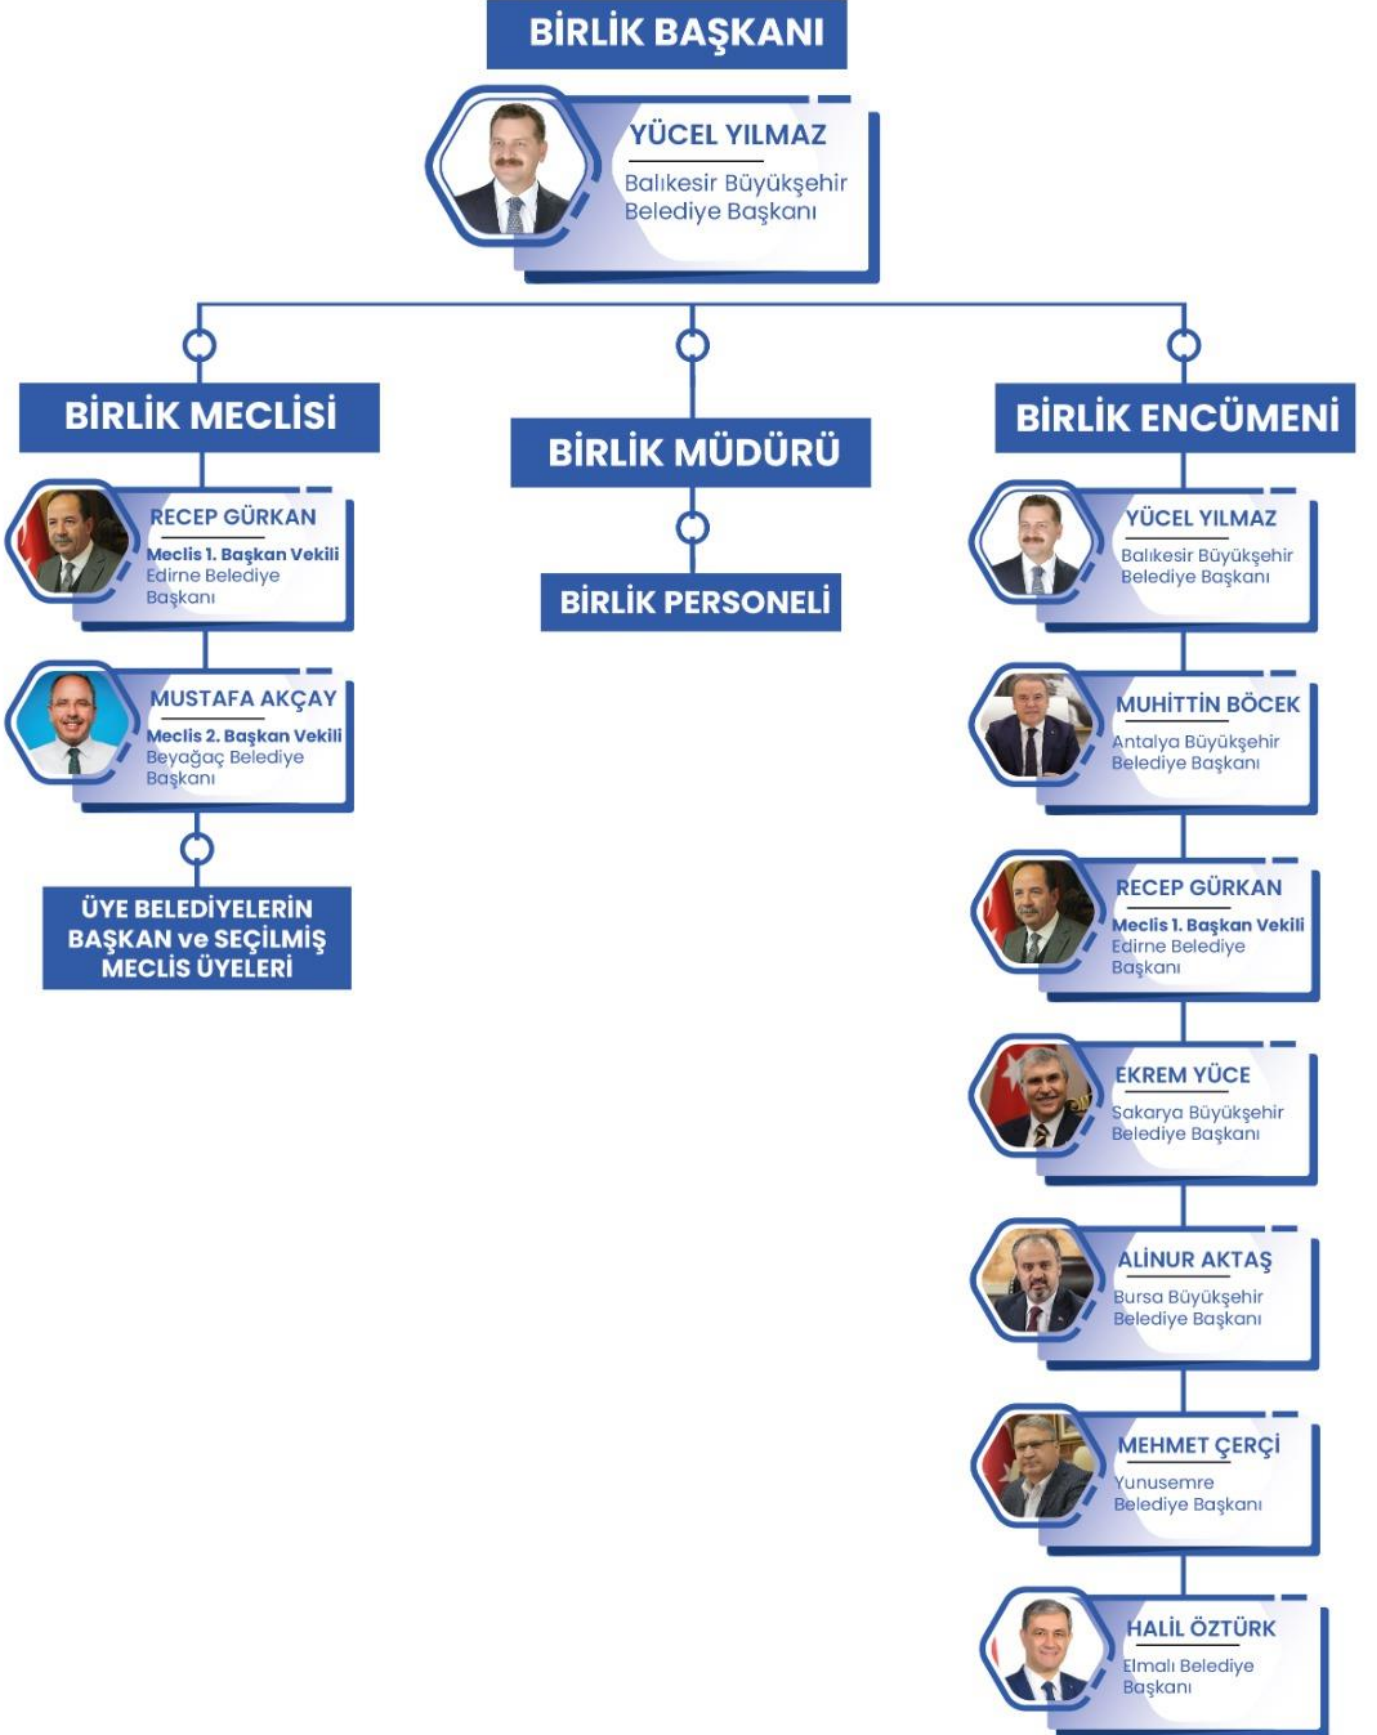 BİRLİK BAŞKANI
YÜCEL YILMAZ
Balıkesir Büyükşehir
Belediye Başkanı
BİRLİK MECLİSİ
RECEP GÜRKAN
Meclis 1. Başkan Vekili
Edirne Belediye
Başkanı
MUSTAFA AKÇAY
Meclis 2. Başkan Vekili
Beyağaç Belediye
Başkanı
ÜYE BELEDİYELERİN
BAŞKAN ve SEÇİLMİŞ
MECLİS ÜYELERİ
BİRLİK MÜDÜRÜ
BİRLİK PERSONELİ
BİRLİK ENCÜMENİ
YÜCEL YILMAZ
Balıkesir Büyükşehir
Belediye Başkanı
MUHİTTİN BÖCEK
Antalya Büyükşehir
Belediye Başkanı
RECEP GÜRKAN
Meclis 1. Başkan Vekili
Edirne Belediye
Başkanı
EKREM YÜCE
Sakarya Büyükşehir
Belediye Başkanı
ALİNUR AKTAŞ
Bursa Büyükşehir
Belediye Başkanı
MEHMET ÇERÇİ
Yunusemre
Belediye Başkanı
HALİL ÖZTÜRK
Elmalı Belediye
Başkanı